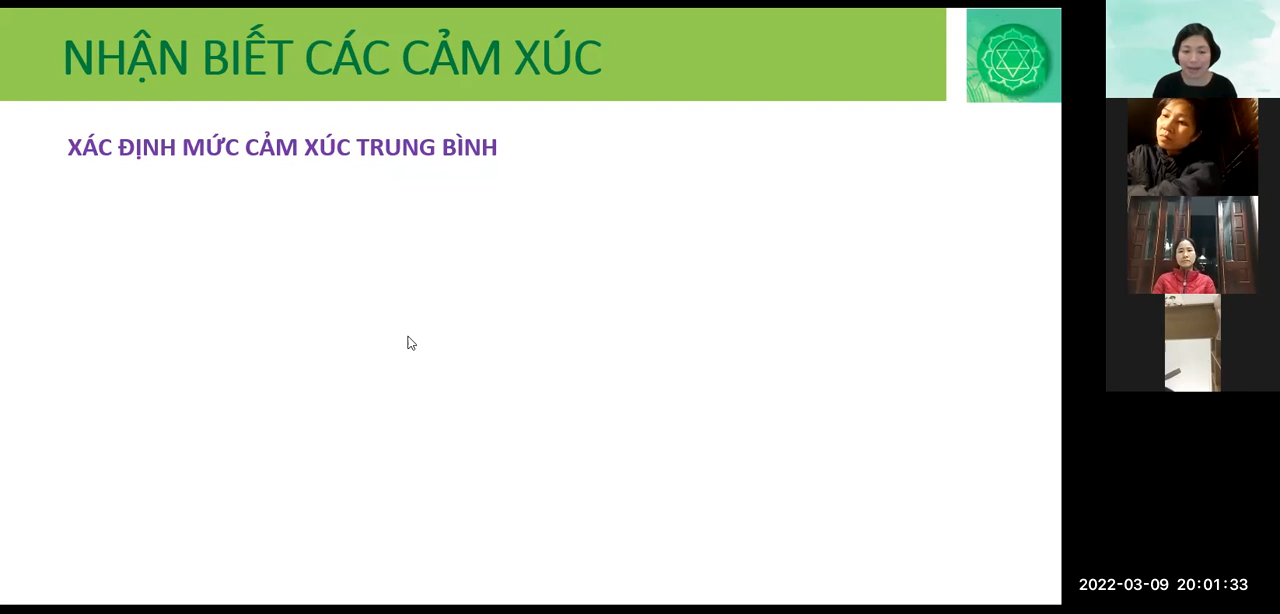 NHẬN BIẾT CÁC CẢM XÚC
XÁC ĐỊNH MỨC CẢM XÚC TRUNG BÌNH
2022-03-09 20:01:33